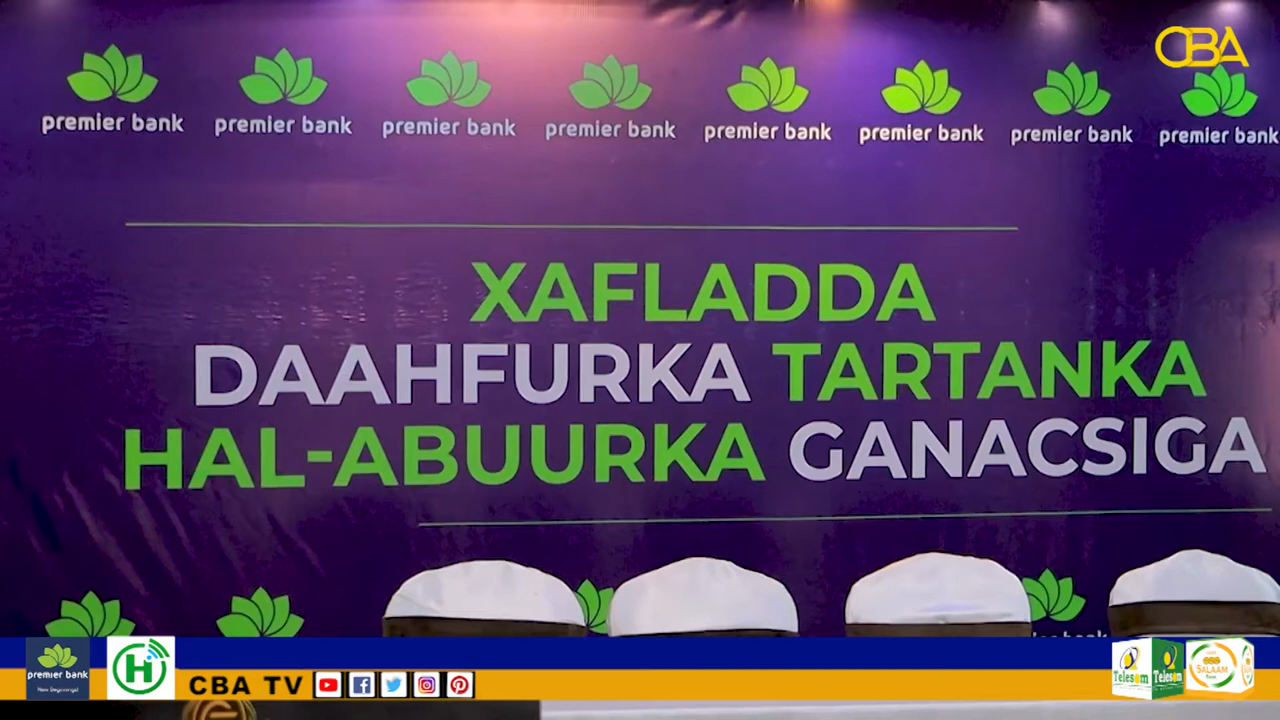 CBA
premier bank premier bank premier bank premier bank premier bank premier bank premier bank premier bank
XAFLADDA
DAAHFURKA TARTANKA
HAL-ABUURKA GANACSIGA
premier bank
H
CBA TV
Telesom Telesom
SALAAM